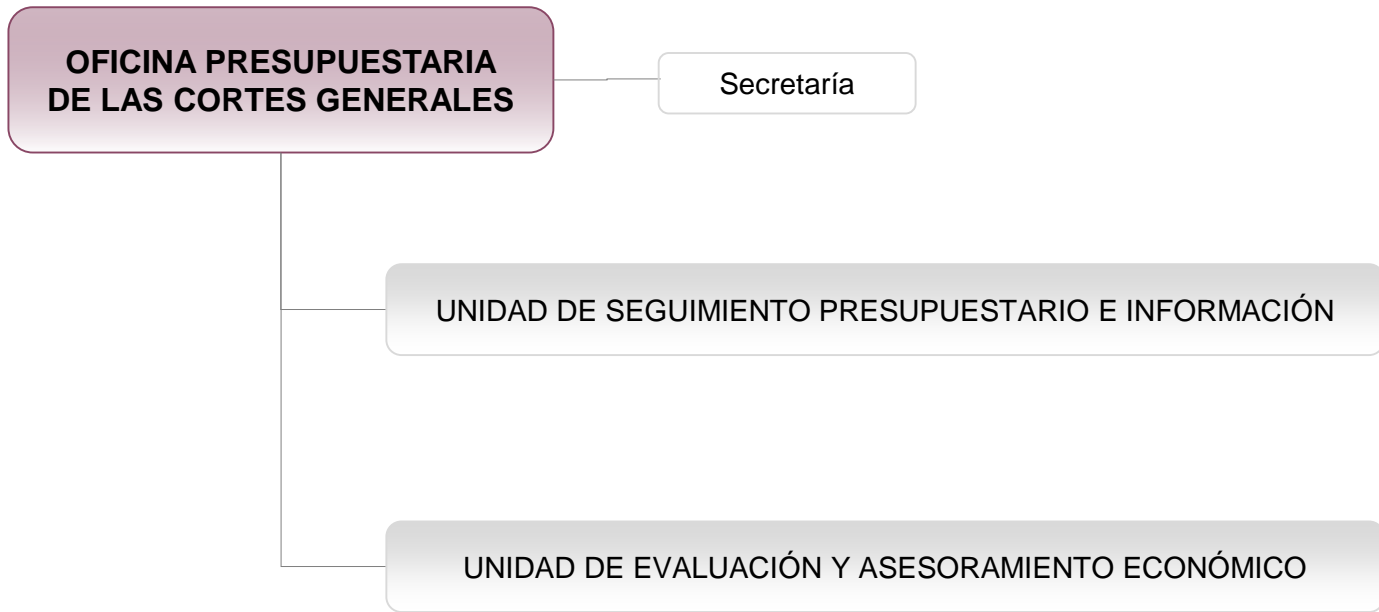 OFICINA PRESUPUESTARIA
DE LAS CORTES GENERALES
Secretaría
UNIDAD DE SEGUIMIENTO PRESUPUESTARIO E INFORMACIÓN
UNIDAD DE EVALUACIÓN Y ASESORAMIENTO ECONÓMICO